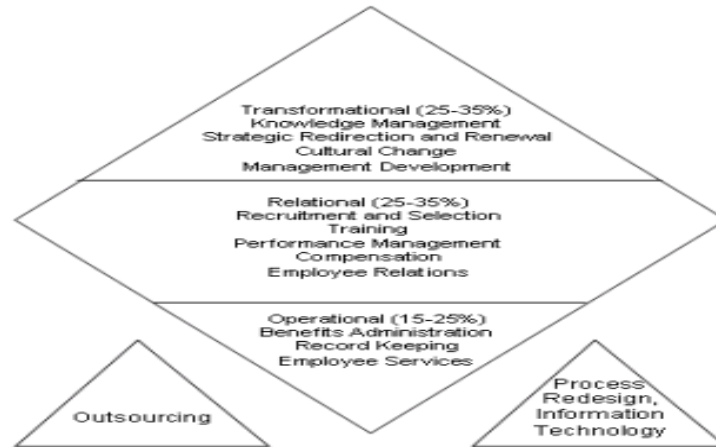 Transformational (25-35%)
Knowledge Management
Strategic Redirection and Renewal
Cultural Change
Management Development
Relational (25-35%)
Recruitment and Selection
Training
Performance Management
Compensation
Employee Relations
Operational (15-25%)
Benefits Administration
Record Keeping
Employee Services
Outsourcing
Process
Redesign,
Information
Technology